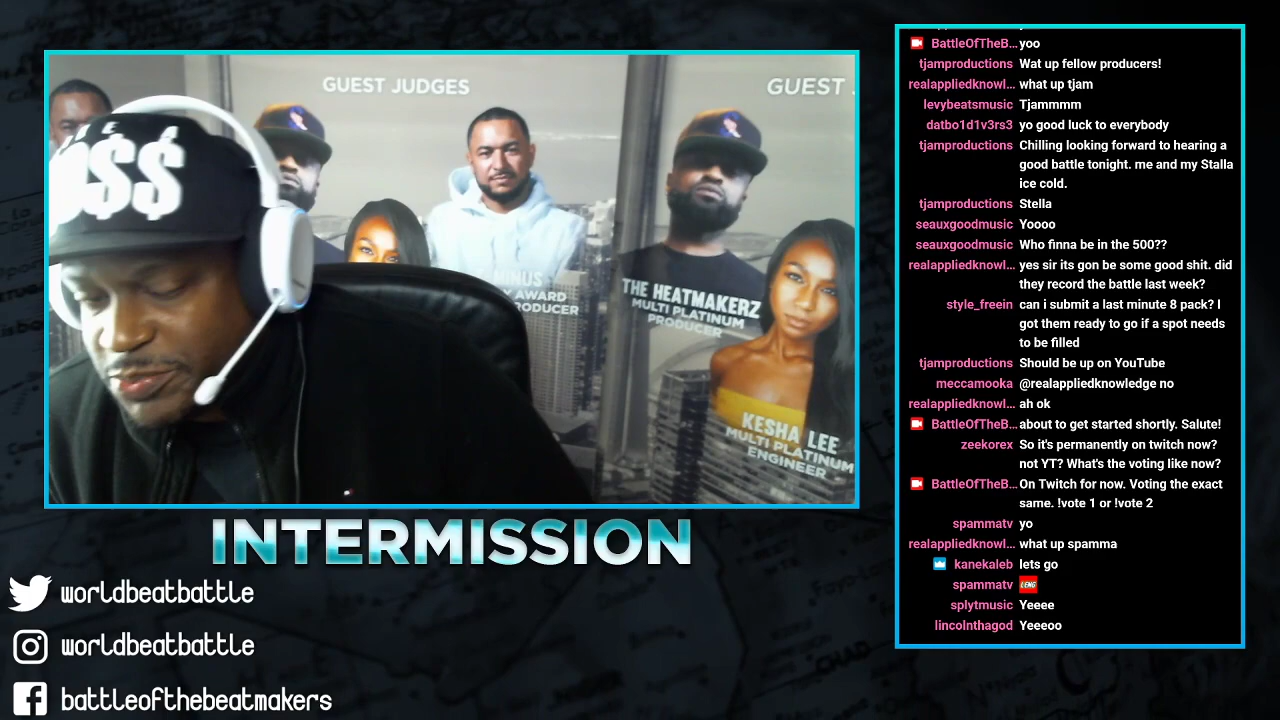 GUEST JUDGES
GUEST
$$
MINUS
Y AWARD
RODUCER
THE HEATMAKERZ
MULTI PLATINUM
PRODUCER
KESHA LEE
MULTI PLATINUM
ENGINEER
INTERMISSION
worldbeatbattle
worldbeatbattle
battleofthebeatmakers
BattleOfTheB... yoo
tjamproductions Wat up fellow producers!
realappliedknowl... what up tjam
levybeatsmusic Tjammmm
datbo1d1v3rs3 yo good luck to everybody
tjamproductions Chilling looking forward to hearing a
good battle tonight. me and my Stalla
ice cold.
tjamproductions Stella
seauxgoodmusic Yoooo
seauxgoodmusic Who finna be in the 500??
realappliedknowl... yes sir its gon be some good shit. did
they record the battle last week?
style_freein can i submit a last minute 8 pack? I
got them ready to go if a spot needs
to be filled
tjamproductions Should be up on YouTube
meccamooka @realappliedknowledge no
realappliedknowl... ah ok
BattleOfTheB... about to get started shortly. Salute!
zeekorex So it's permanently on twitch now?
not YT? What's the voting like now?
BattleOfTheB... On Twitch for now. Voting the exact
same. !vote 1 or !vote 2
spammatv yo
realappliedknowl... what up spamma
kanekaleb lets go
spammatv LENG
splytmusic Yeeee
lincolnthagod Yeeeoo